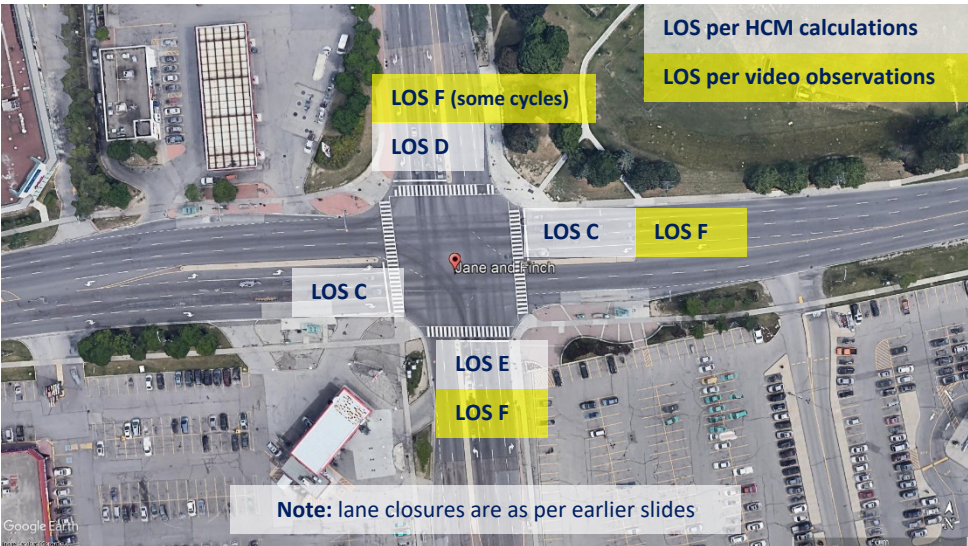 LOS per HCM calculations
LOS per video observations
LOS F (some cycles)
LOS D
LOS C LOS F
Jane and Finch
LOS C
LOS E
LOS F
Note: lane closures are as per earlier slides
Google Earth